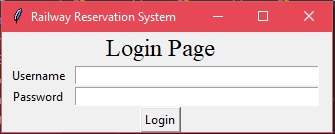 Railway Reservation System
Login Page
Username
Password
Login